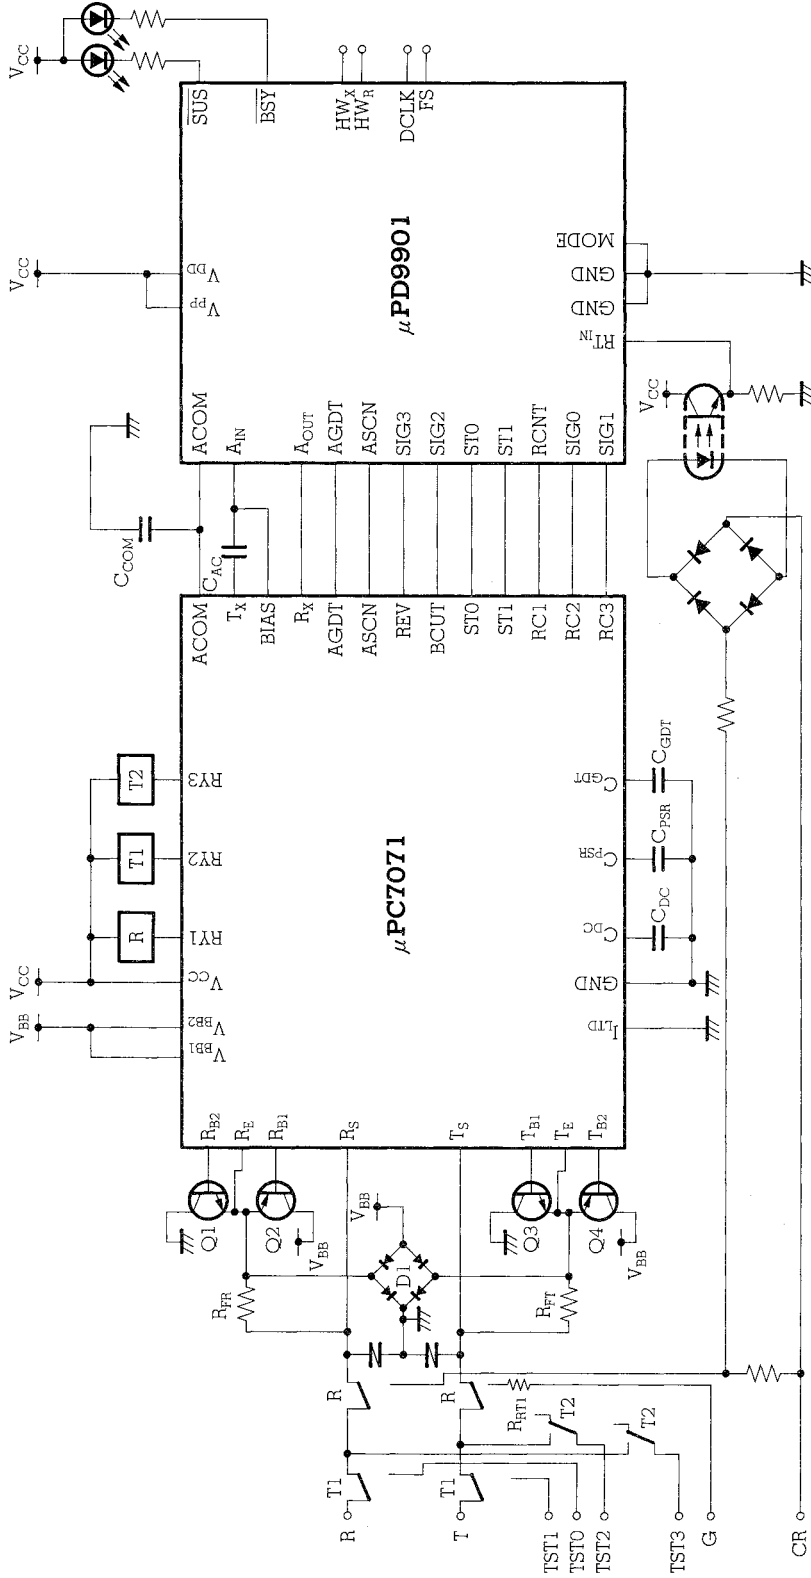 VCC
SUS
BSY
HWX
HWR
DCLK
FS
VCC
VDD
VPP
μPD9901
MODE
GND
GND
RTIN
VCC
ACOM
AIN
AOUT
AGDT
ASCN
SIG3
SIG2
ST0
ST1
RCNT
SIG0
SIG1
CCOM
CAC
ACOM
TX
BIAS
RX
AGDT
ASCN
REV
BCUT
ST0
ST1
RC1
RC2
RC3
T2
T1
R
RY3
RY2
RY1
VCC
VCC
VBB
VBB2
VBB1
μPC7071
CGDT
CGDT
CPSR
CPSR
CDC
CDC
GND
ILTD
RB2
RE
RB1
RS
TS
TB1
TE
TB2
Q1
Q2
VBB
VBB
Q3
Q4
VBB
D1
RFR
RFT
R
R
RRT1
T2
T2
T1
T1
R
T
TST1
TST0
TST2
TST3
G
CR